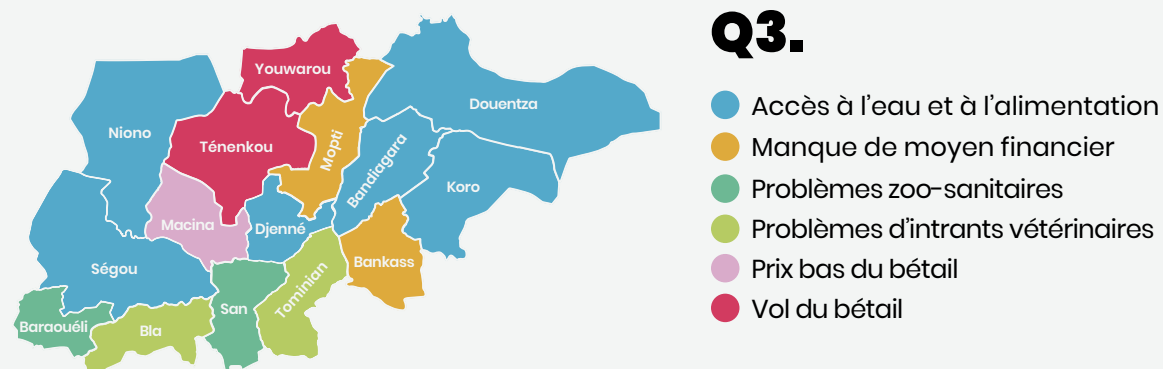 Youwarou
Douentza
Niono
Ténenkou
Mopti
Bandiagara
Koro
Macina
Djenné
Ségou
Bankass
Tominian
San
Baraouéli
Bla
Q3.
Accès à l'eau et à l'alimentation
Manque de moyen financier
Problèmes zoo-sanitaires
Problèmes d'intrants vétérinaires
Prix bas du bétail
Vol du bétail